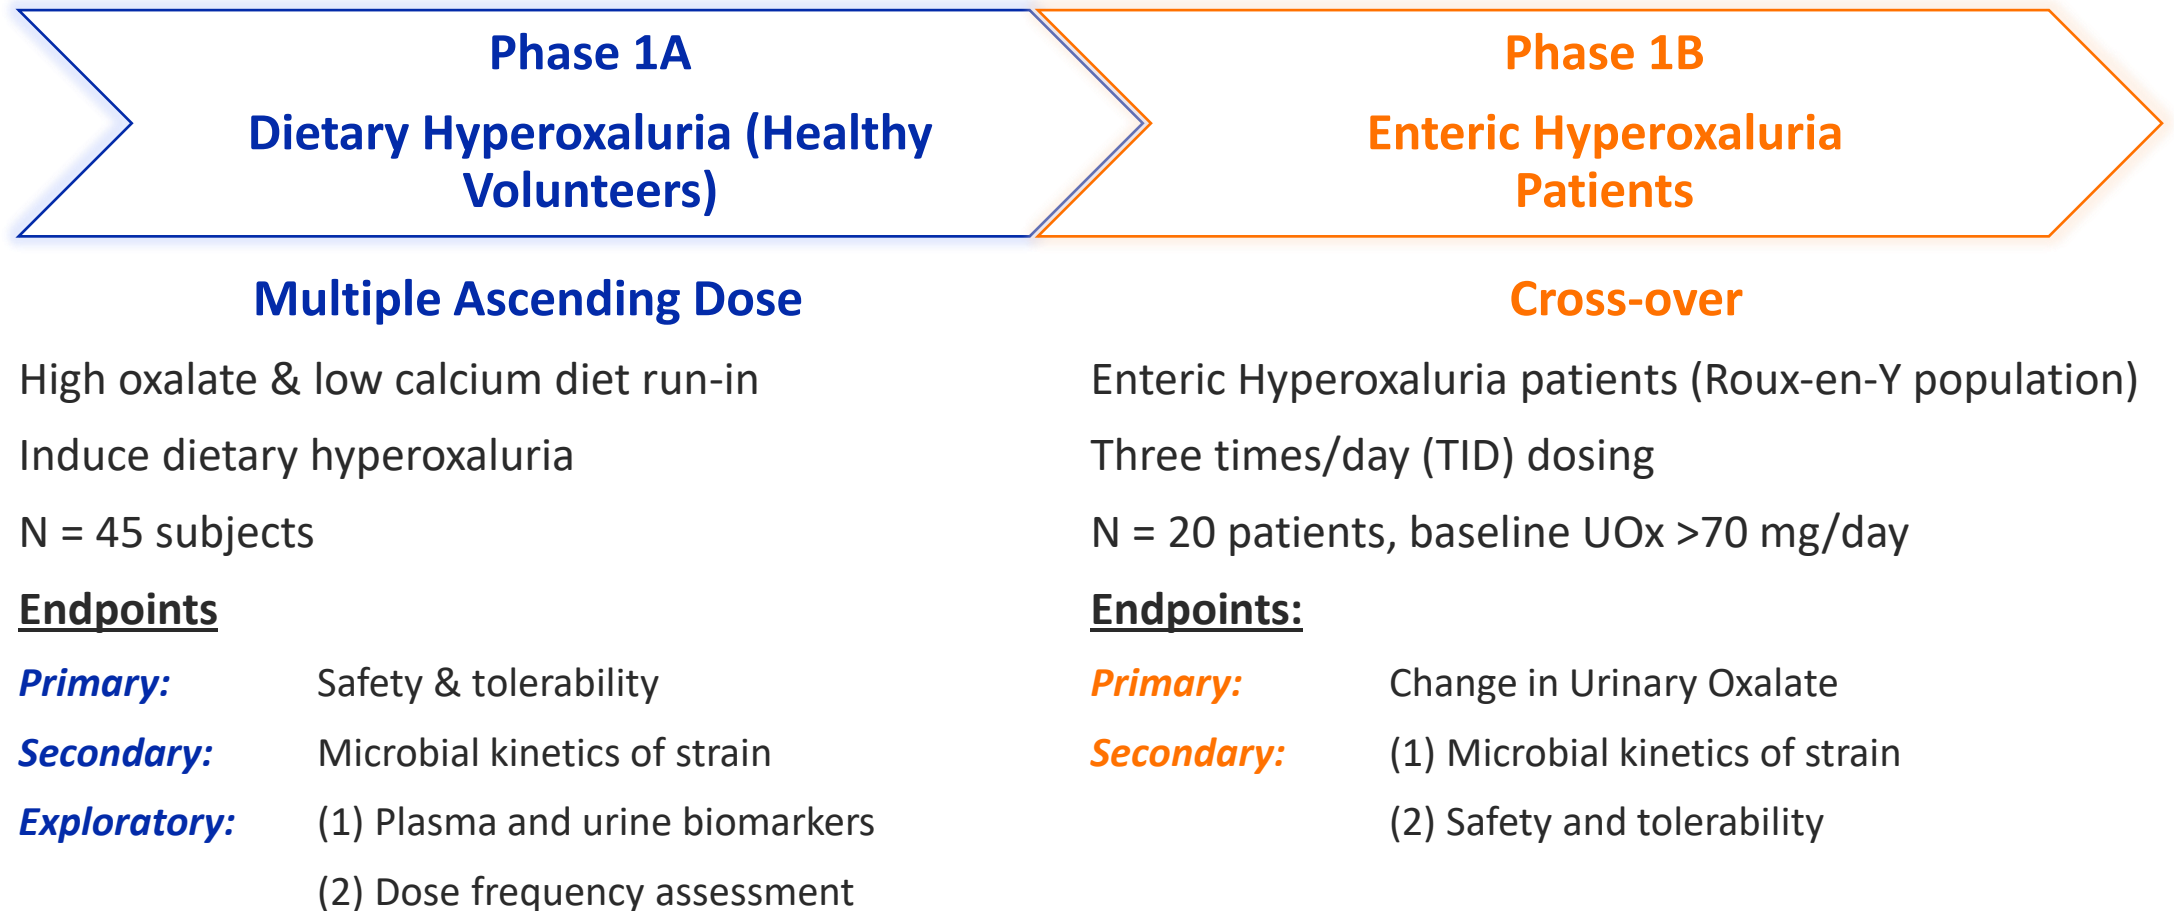 Phase 1A
Dietary Hyperoxaluria (Healthy
Volunteers)
Multiple Ascending Dose
High oxalate & low calcium diet run-in
Induce dietary hyperoxaluria
N = 45 subjects
Endpoints
Primary: Safety & tolerability
Secondary: Microbial kinetics of strain
Exploratory: (1) Plasma and urine biomarkers
(2) Dose frequency assessment
Phase 1B
Enteric Hyperoxaluria
Patients
Cross-over
Enteric Hyperoxaluria patients (Roux-en-Y population)
Three times/day (TID) dosing
N = 20 patients, baseline UOx >70 mg/day
Endpoints:
Primary: Change in Urinary Oxalate
Secondary: (1) Microbial kinetics of strain
(2) Safety and tolerability